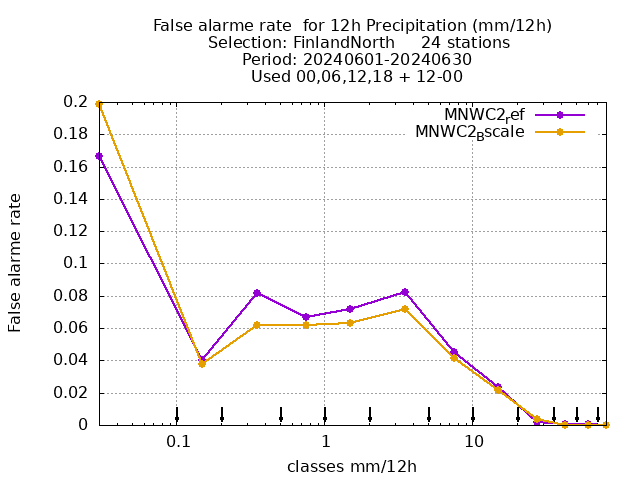 False alarme rate  for 12h Precipitation (mm/12h)
Selection: FinlandNorth     24 stations
Period: 20240601-20240630
Used 00,06,12,18 + 12-00
MNWC2ref
MNWC2Bscale
0.2
0.18
0.16
0.14
0.12
0.1
0.08
0.06
0.04
0.02
0
False alarme rate
0.1 1 10
classes mm/12h